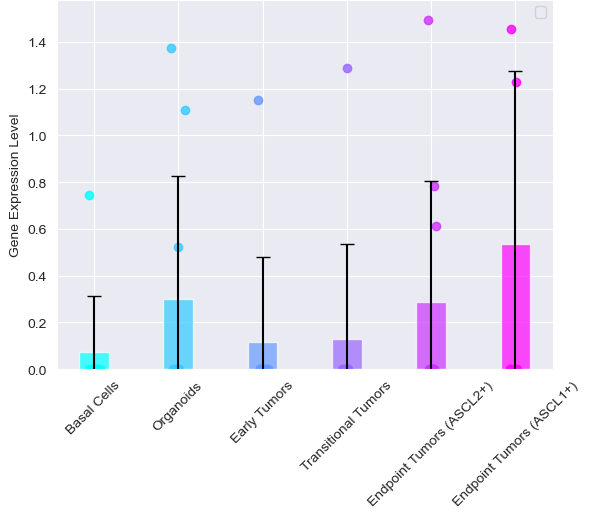 Gene Expression Level
1.4
1.2
1.0
0.8
0.6
0.4
0.2
0.0
Basal Cells
Organoids
Early Tumors
Transitional Tumors
Endpoint Tumors (ASCL2+)
Endpoint Tumors (ASCL1+)